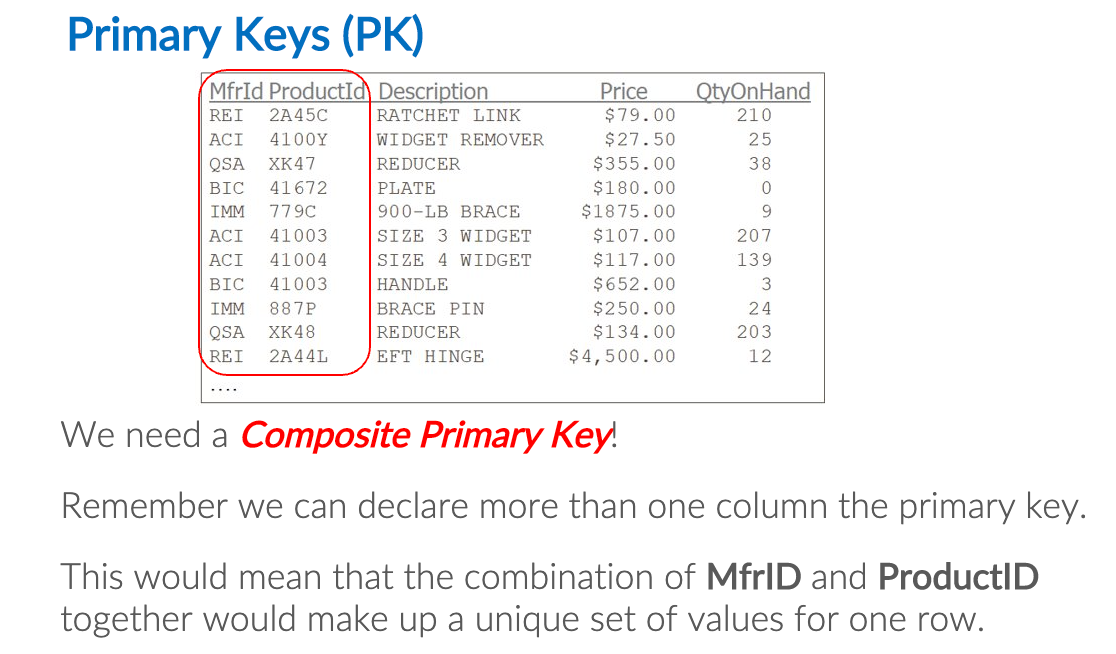 Primary Keys (PK)
MfrId ProductId Description Price QtyOnHand
REI 2A45C RATCHET LINK $79.00 210
ACI 4100Y WIDGET REMOVER $27.50 25
QSA XK47 REDUCER $355.00 38
BIC 41672 PLATE $180.00 0
IMM 779C 900-LB BRACE $1875.00 9
ACI 41003 SIZE 3 WIDGET $107.00 207
ACI 41004 SIZE 4 WIDGET $117.00 139
BIC 41003 HANDLE $652.00 3
IMM 887P BRACE PIN $250.00 24
QSA XK48 REDUCER $134.00 203
REI 2A44L EFT HINGE $4,500.00 12
....
We need a Composite Primary Key!
Remember we can declare more than one column the primary key.
This would mean that the combination of MfrID and ProductID
together would make up a unique set of values for one row.